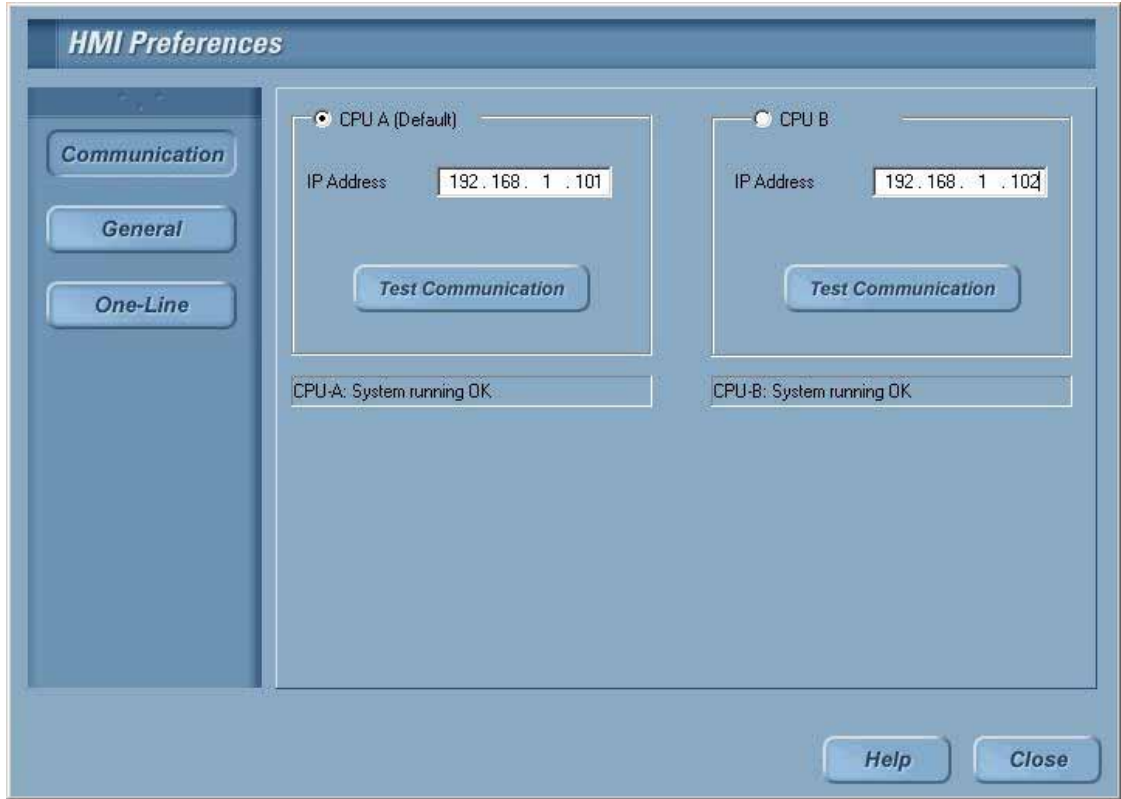 HMI Preferences
Communication
General
One-Line
CPU A (Default)
IP Address 192.168. 1 .101
Test Communication
CPU-A: System running OK
CPU B
IP Address 192.168. 1 .102
Test Communication
CPU-B: System running OK
Help
Close